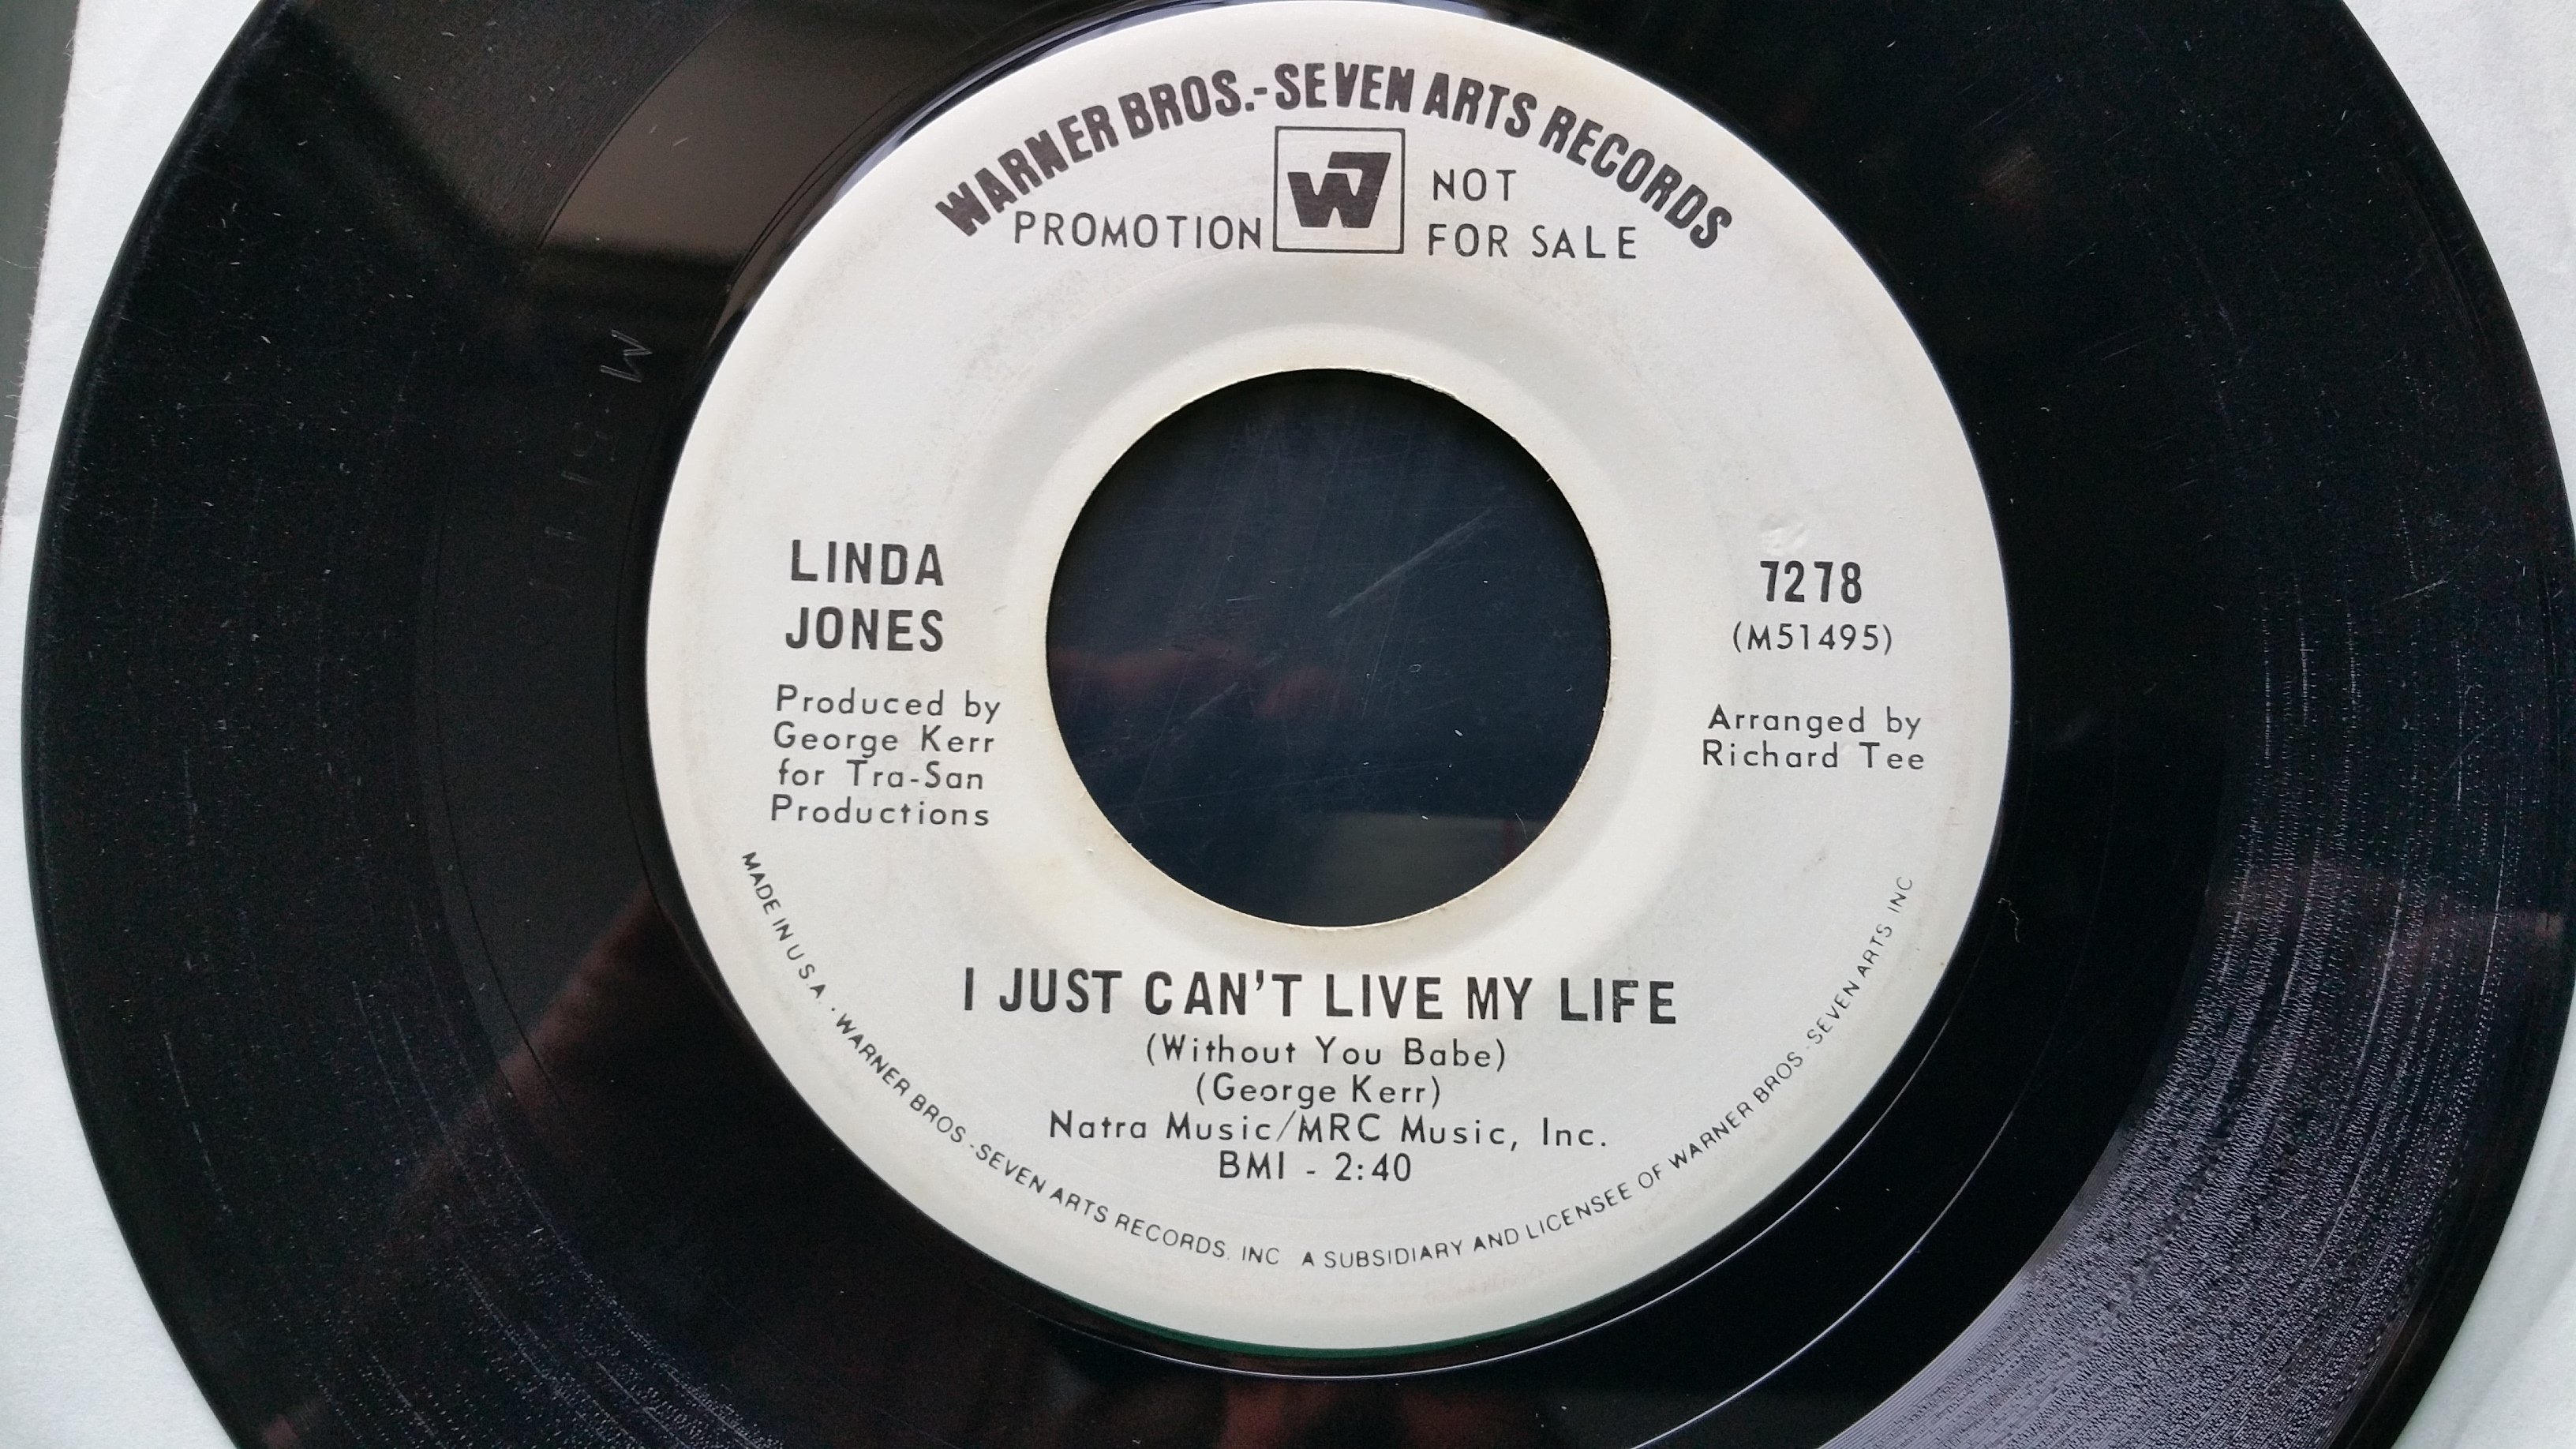 WARNER BROS.-SEVEN ARTS RECORDS
PROMOTION
W7
NOT
FOR SALE
LINDA
JONES
Produced by
George Kerr
for Tra-San
Productions
7278
(M51495)
Arranged by
Richard Tee
I JUST CAN'T LIVE MY LIFE
(Without You Babe)
(George Kerr)
Natra Music/MRC Music, Inc.
BMI - 2:40
MADE IN U.S.A. · WARNER BROS.-SEVEN ARTS RECORDS, INC A SUBSIDIARY AND LICENSEE OF WARNER BROS.-SEVEN ARTS INC